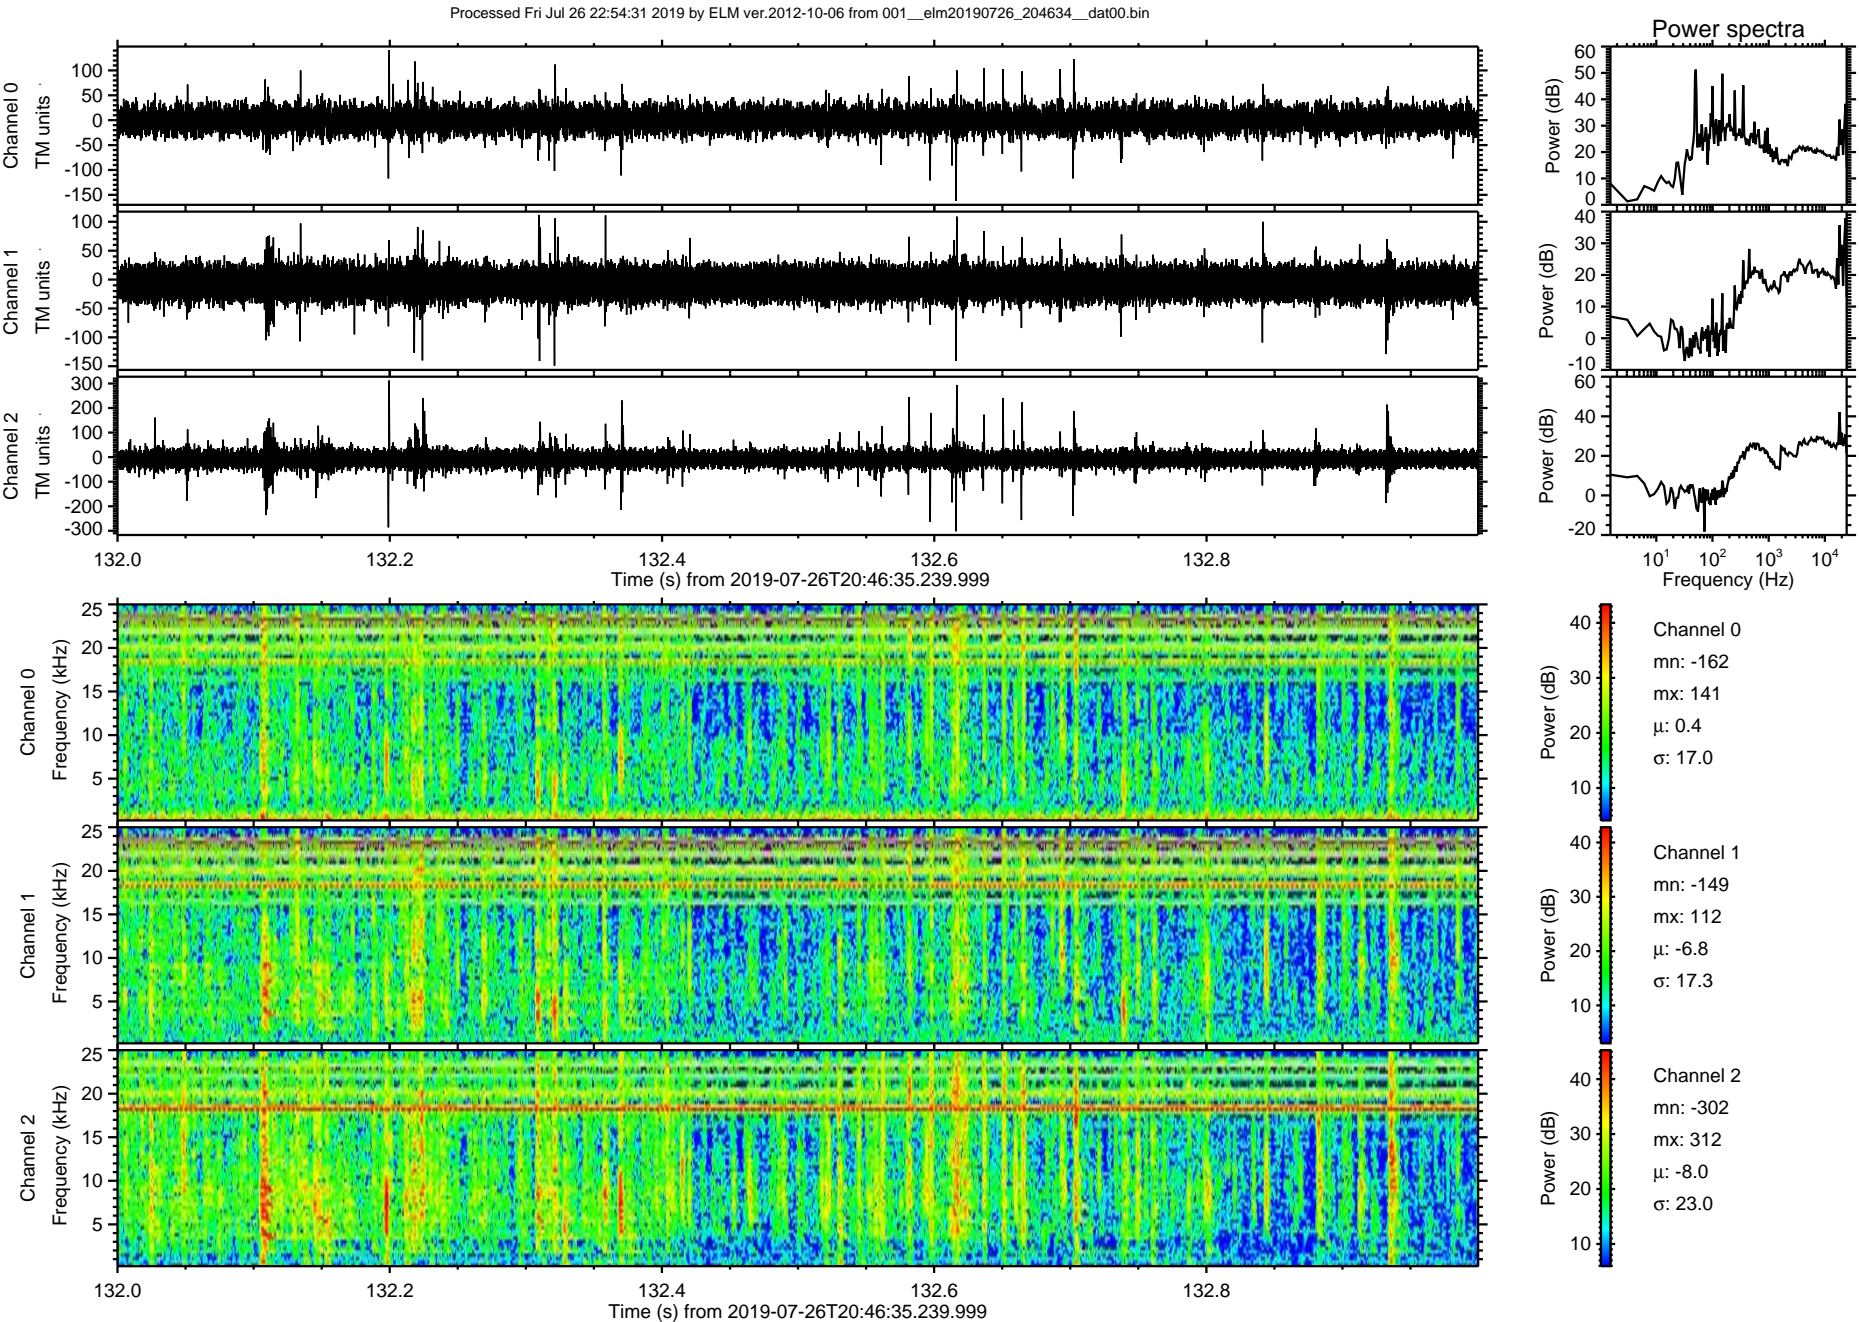 Processed Fri Jul 26 22:54:31 2019 by ELM ver.2012-10-06 from 001__elm20190726_204634__dat00.bin
Power spectra
Channel 0
TM units
100
50
0
-50
-100
-150
Power (dB)
60
50
40
30
20
10
0
Channel 1
TM units
100
50
0
-50
-100
-150
Power (dB)
40
30
20
10
0
-10
Channel 2
TM units
300
200
100
0
-100
-200
-300
Power (dB)
60
40
20
0
-20
132.0 132.2 132.4 132.6 132.8
Time (s) from 2019-07-26T20:46:35.239.999
10¹ 10² 10³ 10⁴
Frequency (Hz)
Channel 0
Frequency (kHz)
25
20
15
10
5
Power (dB)
40
30
20
10
Channel 0
mn: -162
mx: 141
μ: 0.4
σ: 17.0
Channel 1
Frequency (kHz)
25
20
15
10
5
Power (dB)
40
30
20
10
Channel 1
mn: -149
mx: 112
μ: -6.8
σ: 17.3
Channel 2
Frequency (kHz)
25
20
15
10
5
Power (dB)
40
30
20
10
Channel 2
mn: -302
mx: 312
μ: -8.0
σ: 23.0
132.0 132.2 132.4 132.6 132.8
Time (s) from 2019-07-26T20:46:35.239.999